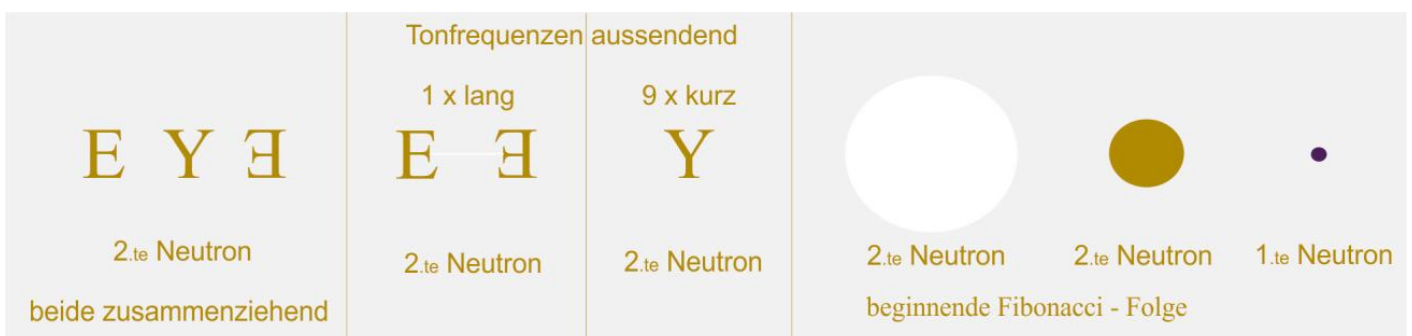 Tonfrequenzen aussendend
1 x lang
9 x kurz
E Y Ǝ
E Ǝ
Y
2.te Neutron
2.te Neutron
2.te Neutron
2.te Neutron
2.te Neutron
1.te Neutron
beide zusammenziehend
beginnende Fibonacci - Folge